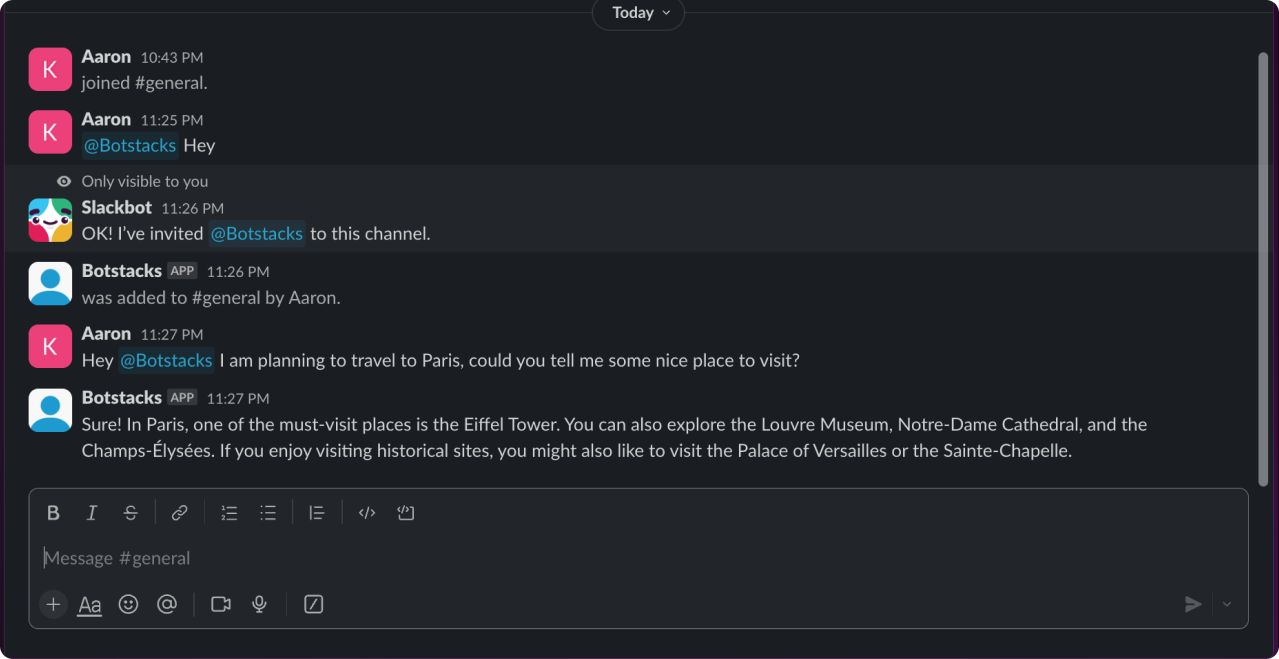 Today
K
Aaron 10:43 PM
joined #general.
K
Aaron 11:25 PM
@Botstacks Hey
Only visible to you
Slackbot 11:26 PM
OK! I’ve invited @Botstacks to this channel.
Botstacks APP 11:26 PM
was added to #general by Aaron.
K
Aaron 11:27 PM
Hey @Botstacks I am planning to travel to Paris, could you tell me some nice place to visit?
Botstacks APP 11:27 PM
Sure! In Paris, one of the must-visit places is the Eiffel Tower. You can also explore the Louvre Museum, Notre-Dame Cathedral, and the
Champs-Élysées. If you enjoy visiting historical sites, you might also like to visit the Palace of Versailles or the Sainte-Chapelle.
B I S
Message #general
Aa